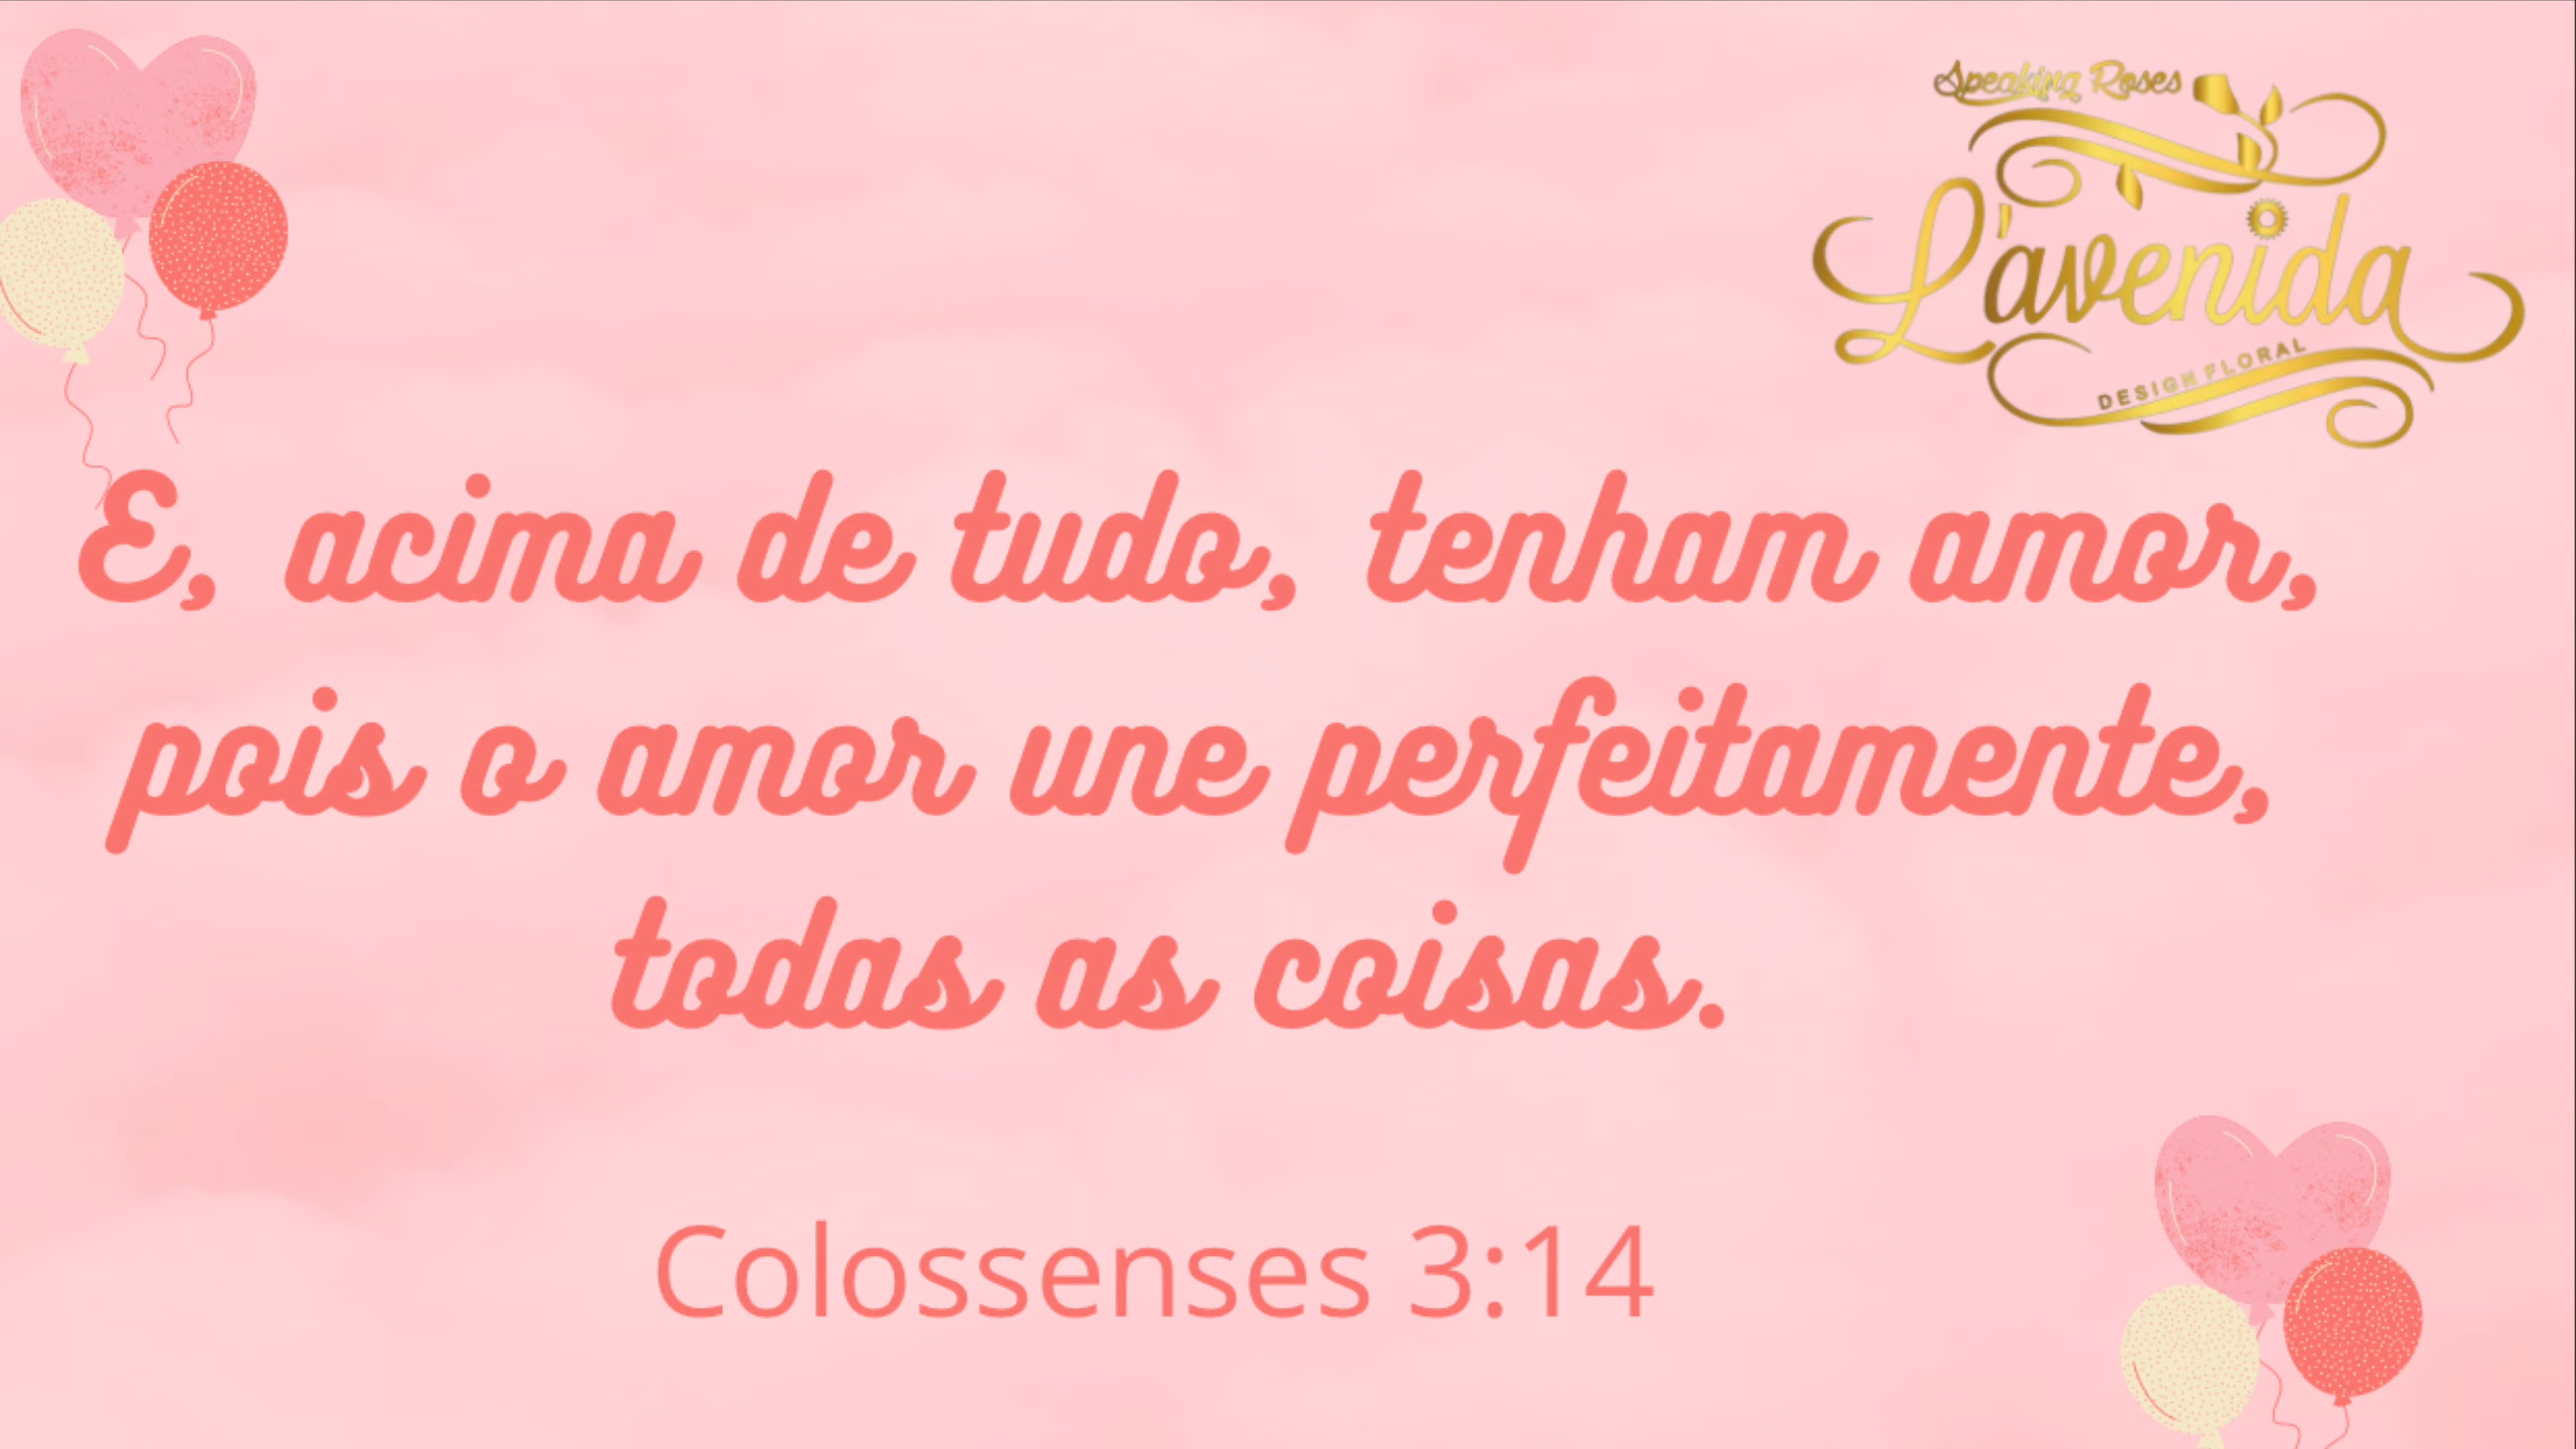 Speaking Roses
L'avenida
DESIGN FLORAL
E, acima de tudo, tenham amor,
pois o amor une perfeitamente,
todas as coisas.
Colossenses 3:14